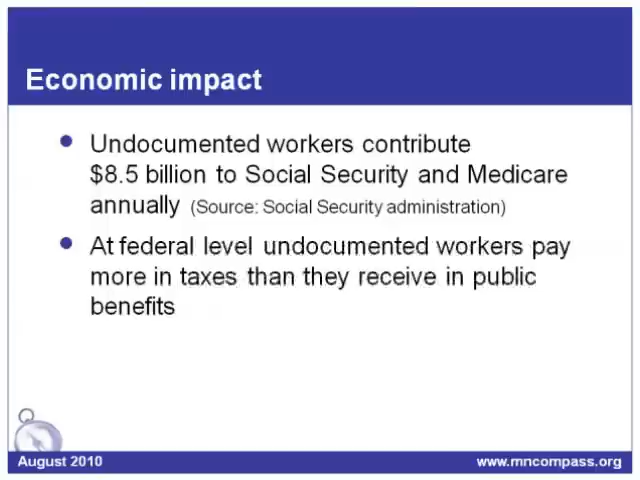 Economic impact
Undocumented workers contribute
$8.5 billion to Social Security and Medicare
annually (Source: Social Security administration)
At federal level undocumented workers pay
more in taxes than they receive in public
benefits
August 2010
www.mncompass.org